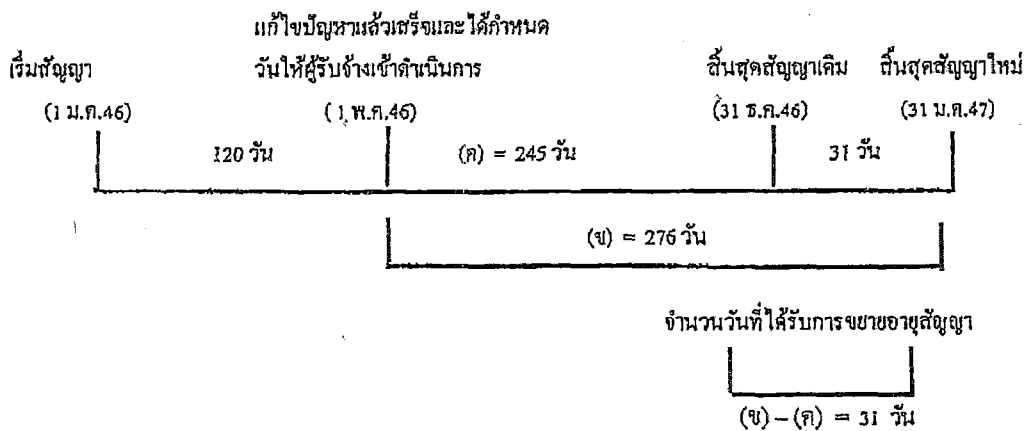 แก้ไขปัญหาแล้วเสร็จและได้กำหนด
เริ่มสัญญา วันให้ผู้รับจ้างเข้าดำเนินการ สิ้นสุดสัญญาเดิม สิ้นสุดสัญญาใหม่
(1 ม.ค.46) (1 พ.ค.46) (31 ธ.ค.46) (31 ม.ค.47)
120 วัน (ค) = 245 วัน 31 วัน
(ข) = 276 วัน
จำนวนวันที่ได้รับการขยายอายุสัญญา
(ข) – (ค) = 31 วัน